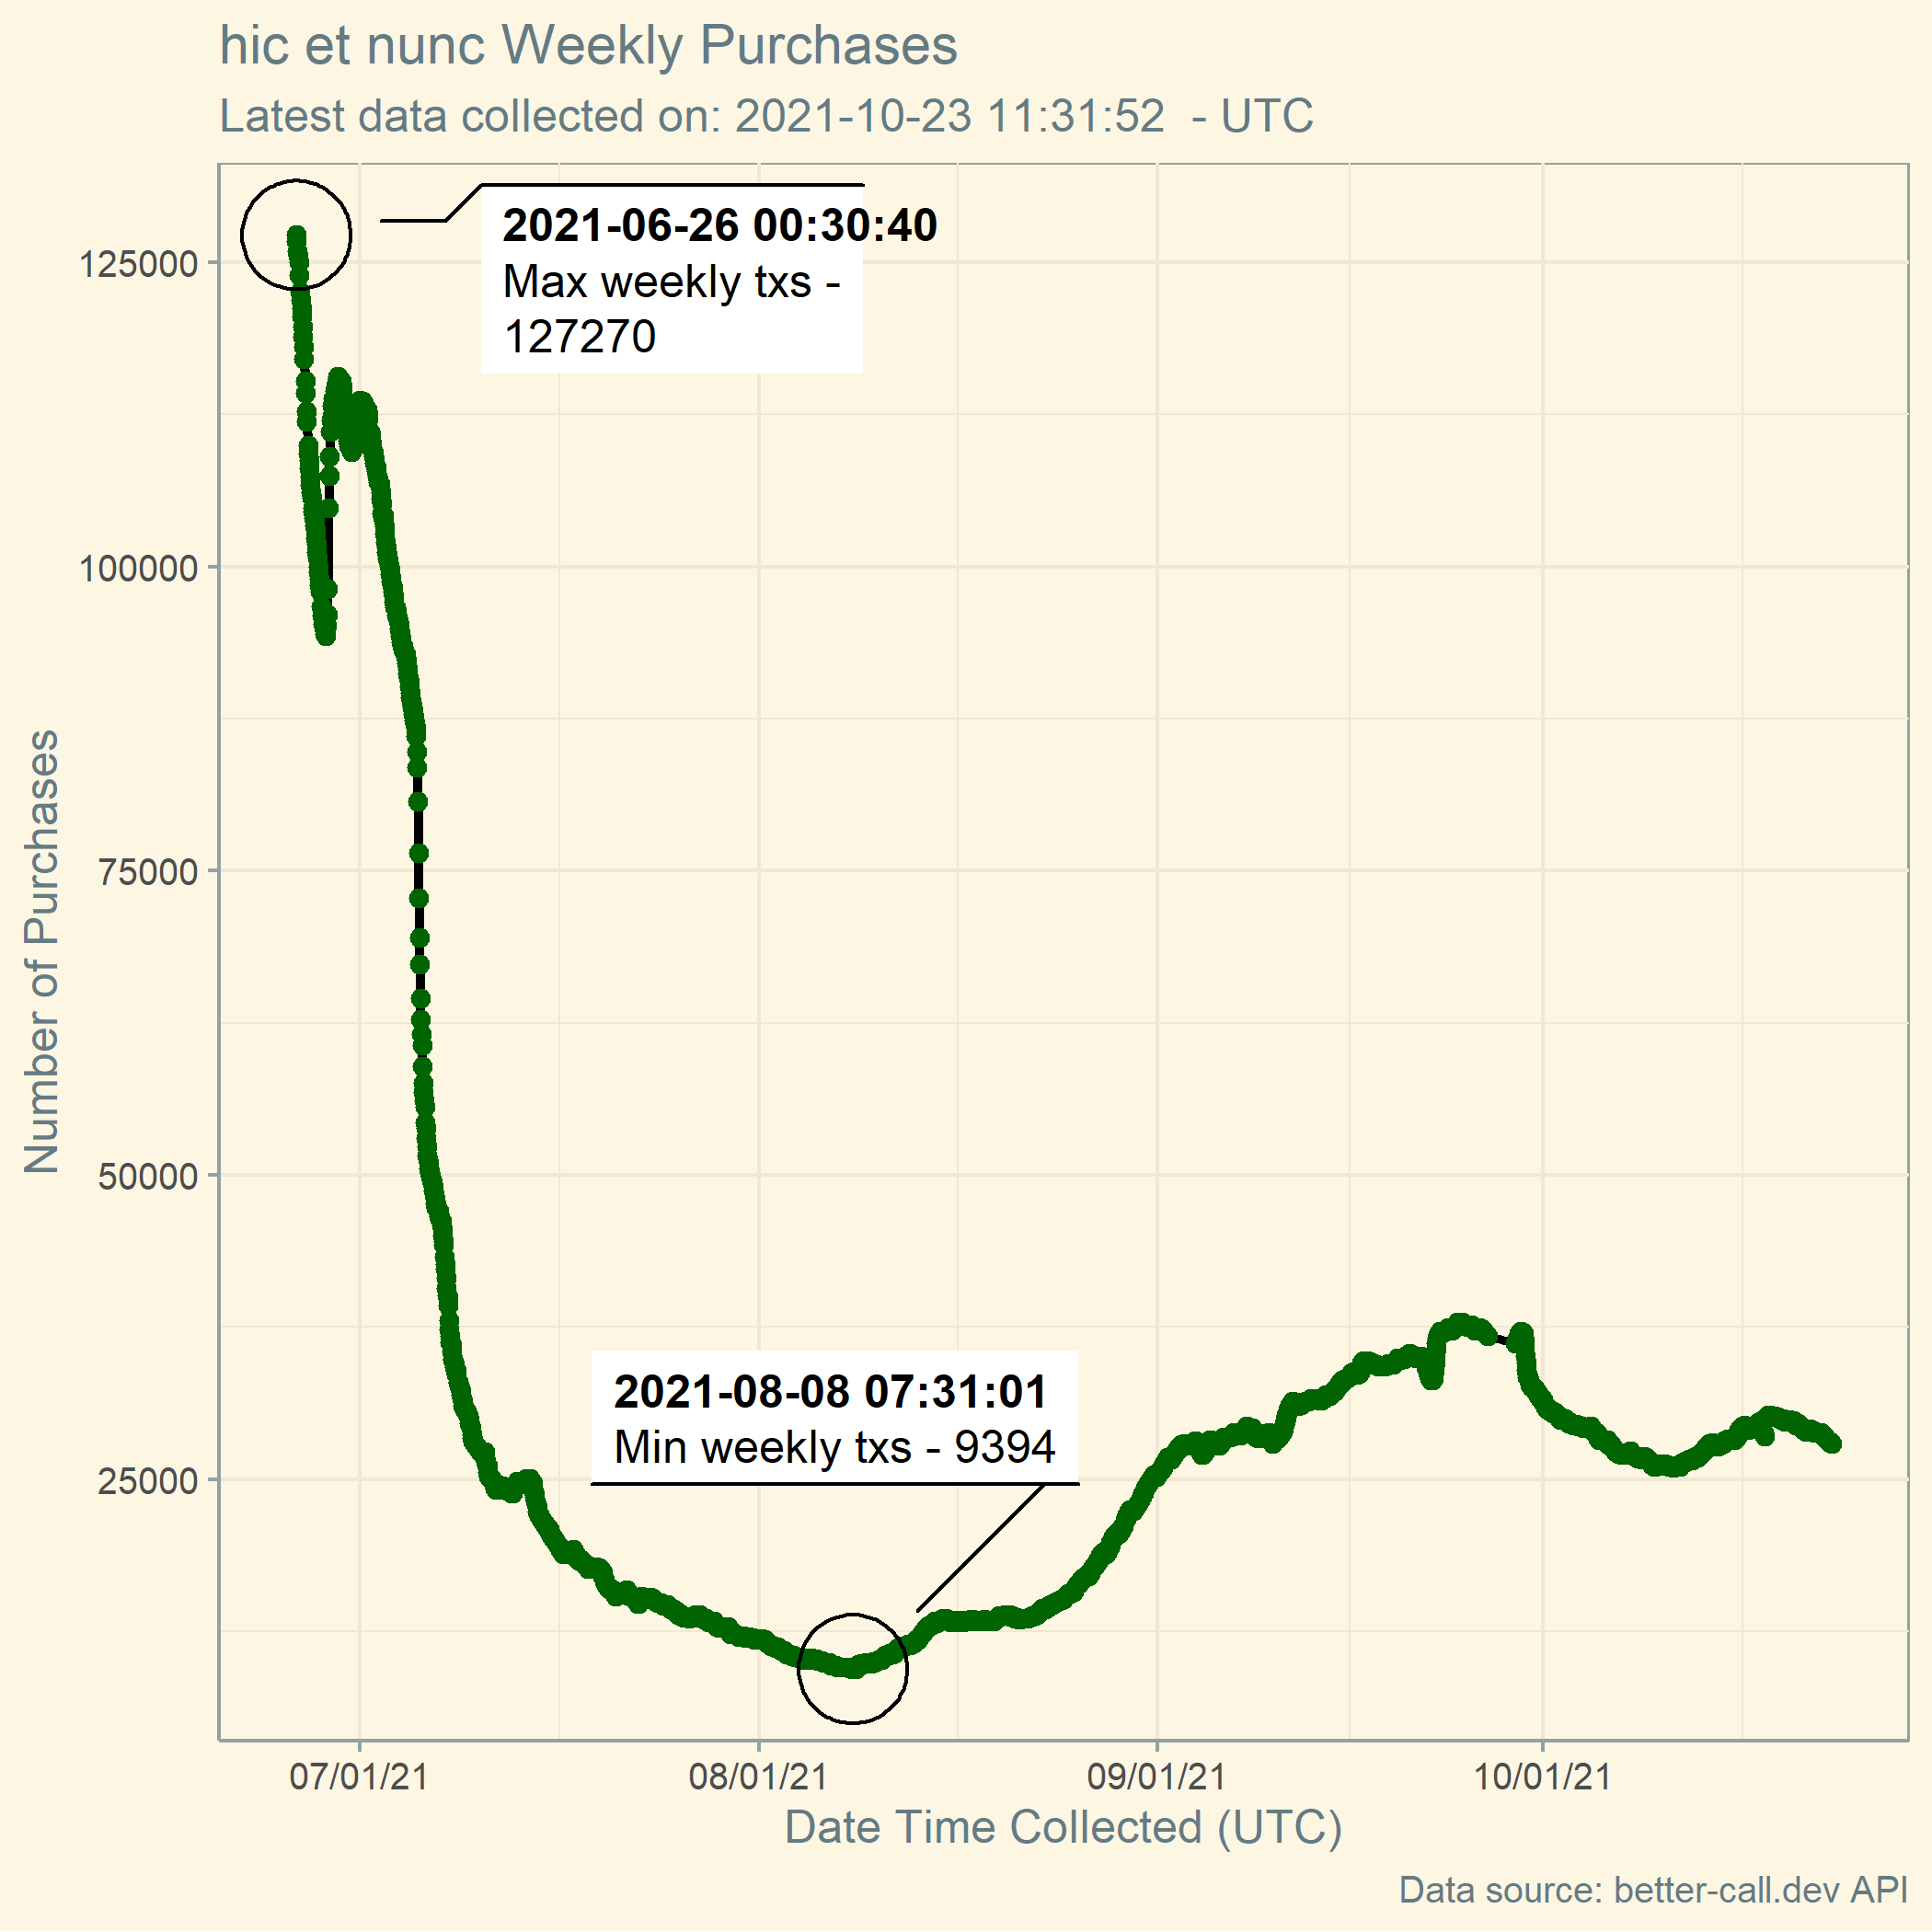 hic et nunc Weekly Purchases
Latest data collected on: 2021-10-23 11:31:52  - UTC
2021-06-26 00:30:40
Max weekly txs -
127270
125000
100000
75000
50000
25000
Number of Purchases
2021-08-08 07:31:01
Min weekly txs - 9394
07/01/21
08/01/21
09/01/21
10/01/21
Date Time Collected (UTC)
Data source: better-call.dev API